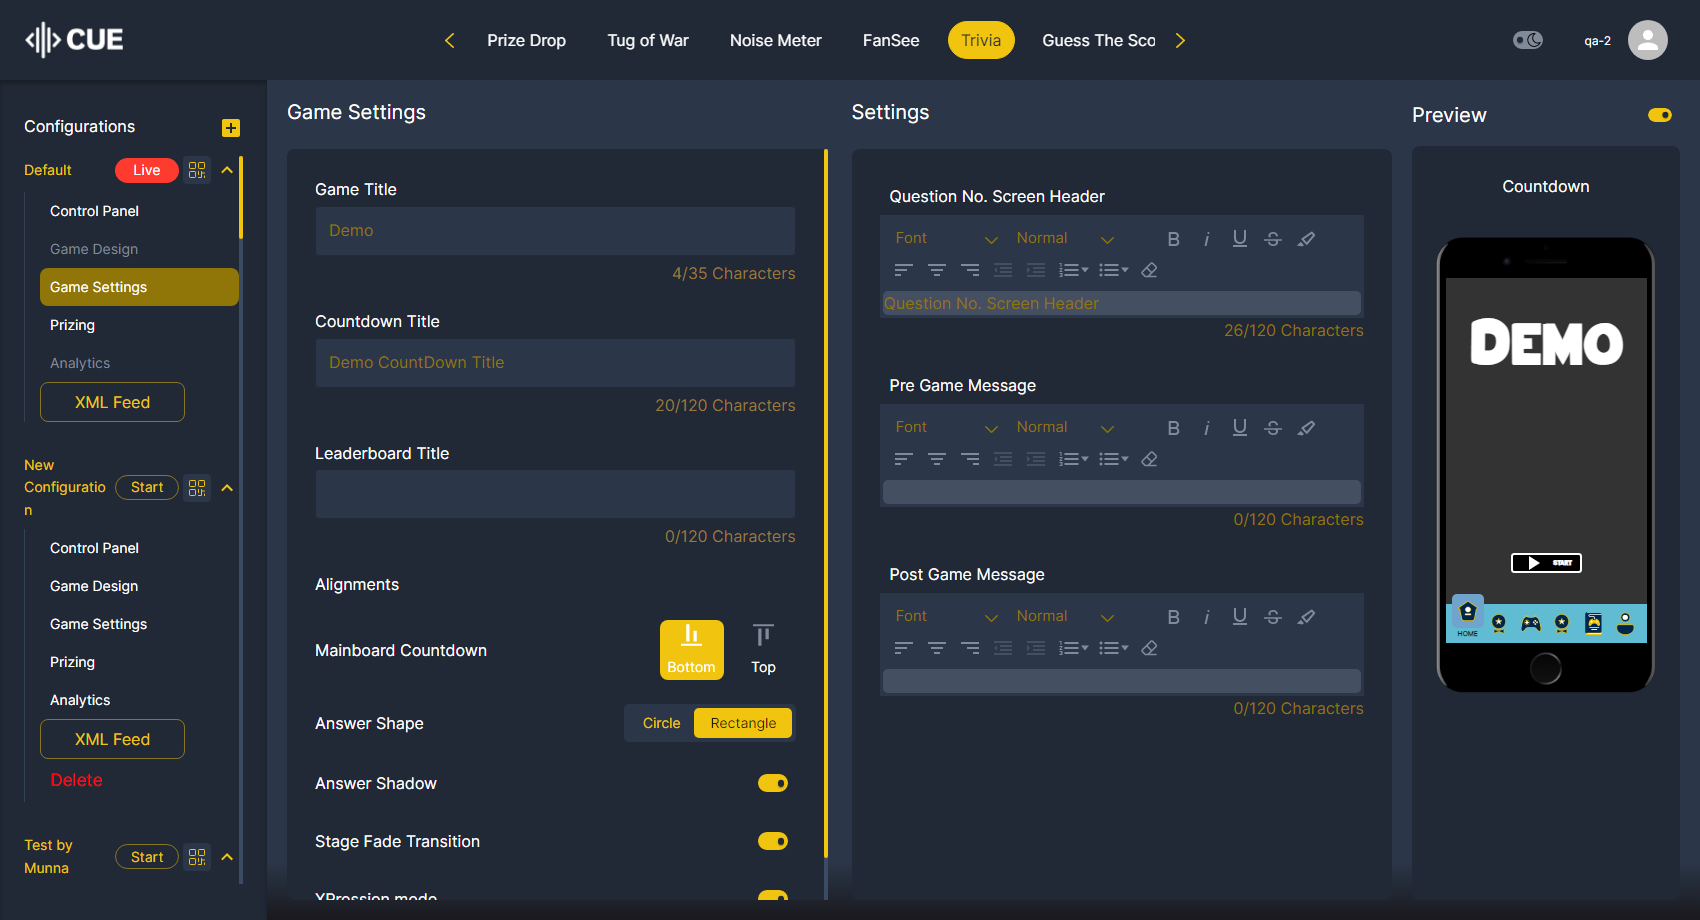 CUE
Prize Drop
Tug of War
Noise Meter
FanSee
Trivia
Guess The Sco
qa-2
Configurations
Default
Live
Control Panel
Game Design
Game Settings
Prizing
Analytics
XML Feed
New
Configuratio
n
Start
Control Panel
Game Design
Game Settings
Prizing
Analytics
XML Feed
Delete
Test by
Munna
Start
Game Settings
Game Title
Demo
4/35 Characters
Countdown Title
Demo CountDown Title
20/120 Characters
Leaderboard Title
0/120 Characters
Alignments
Mainboard Countdown
Bottom
Top
Answer Shape
Circle
Rectangle
Answer Shadow
Stage Fade Transition
XPression mode
Settings
Question No. Screen Header
Font
Normal
B i U S
Question No. Screen Header
26/120 Characters
Pre Game Message
Font
Normal
B i U S
0/120 Characters
Post Game Message
Font
Normal
B i U S
0/120 Characters
Preview
Countdown
DEMO
START
HOME